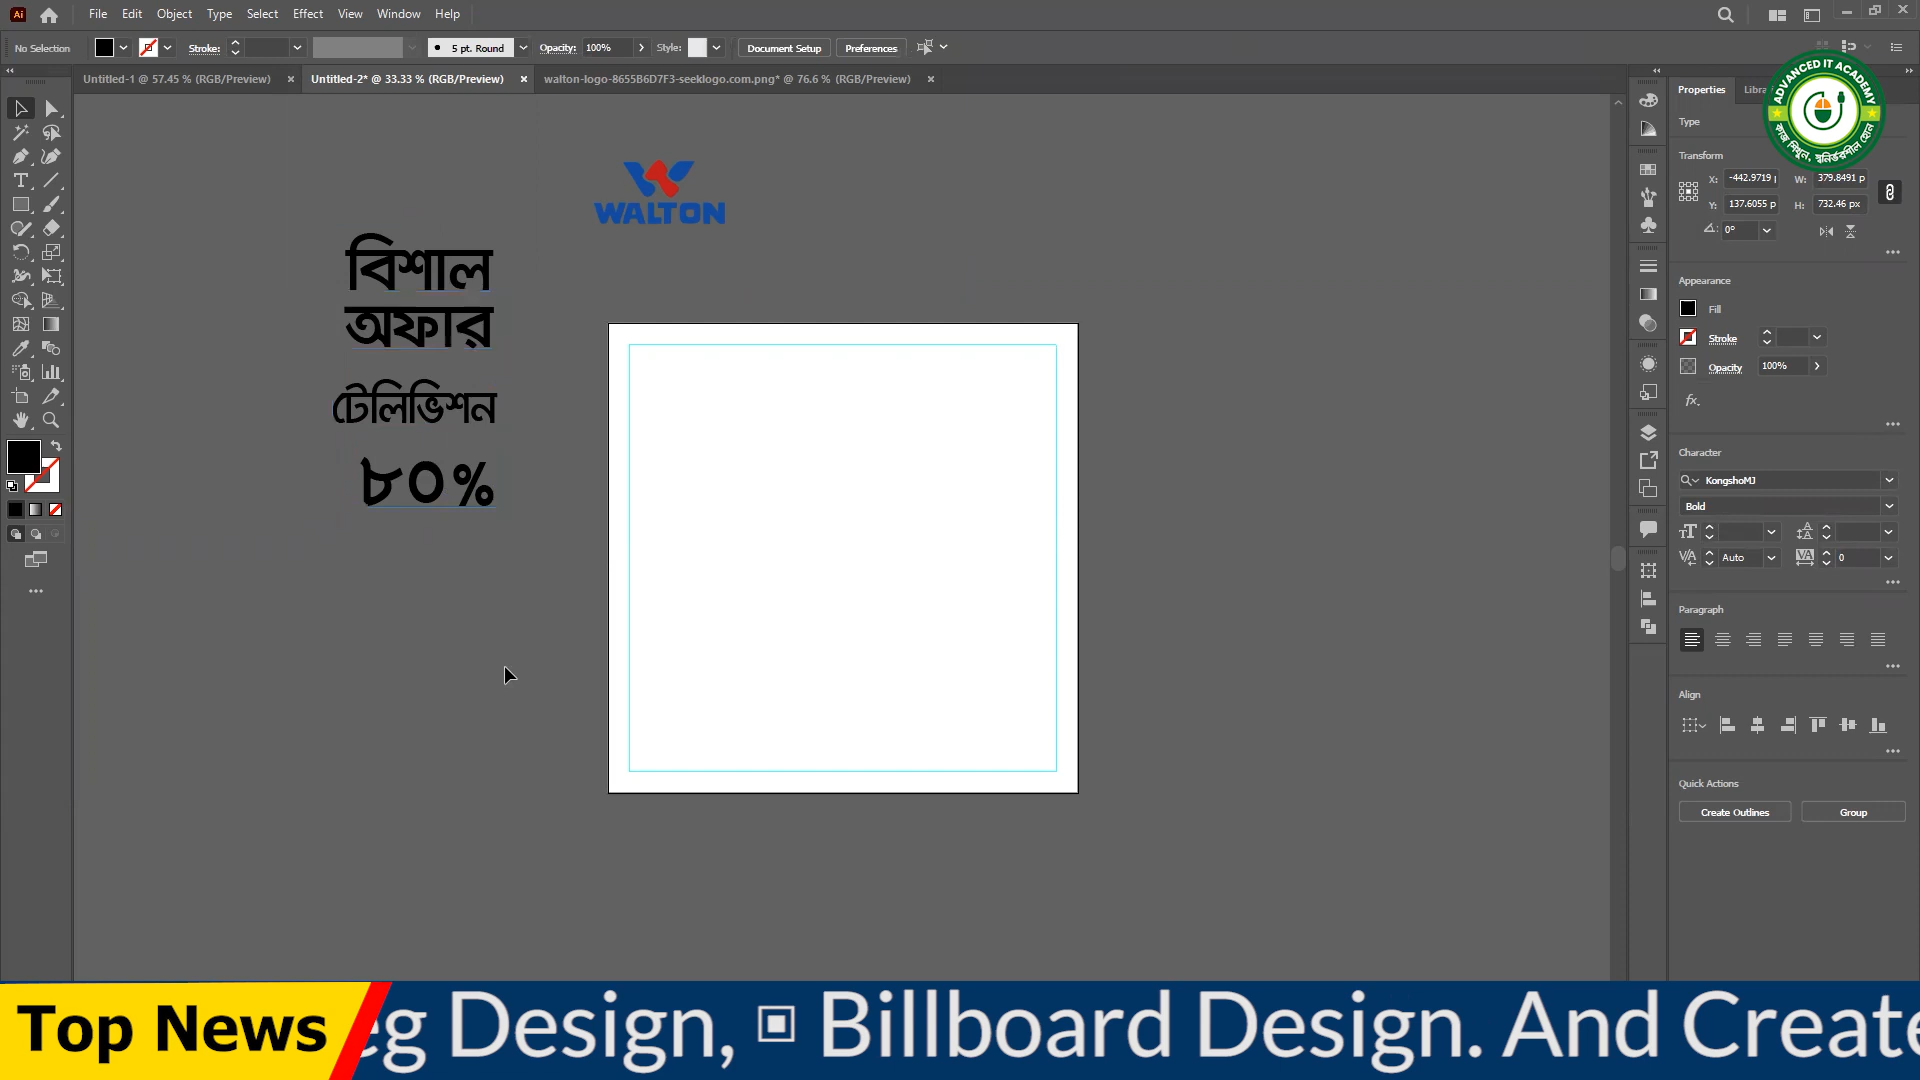 Ai File Edit Object Type Select Effect View Window Help
No Selection Stroke: 5 pt. Round Opacity: 100% Style: Document Setup Preferences
Untitled-1 @ 57.45 % (RGB/Preview) × Untitled-2* @ 33.33 % (RGB/Preview) × walton-logo-8655B6D7F3-seeklogo.com.png* @ 76.6 % (RGB/Preview) ×
Properties
ADVANCED IT ACADEMY
কাজ শিখুন, স্বনির্ভরশীল হোন
Type
Transform
X: -442.9719 W: 379.8491 p
Y: 137.6055 p H: 732.46 px
0°
Appearance
Fill
Stroke
Opacity 100%
fx.
Character
KongshoMJ
Bold
Auto 0
Paragraph
Align
Quick Actions
Create Outlines Group
WALTON
বিশাল
অফার
টেলিভিশন
৮০%
Top News
Design, Billboard Design. And Create